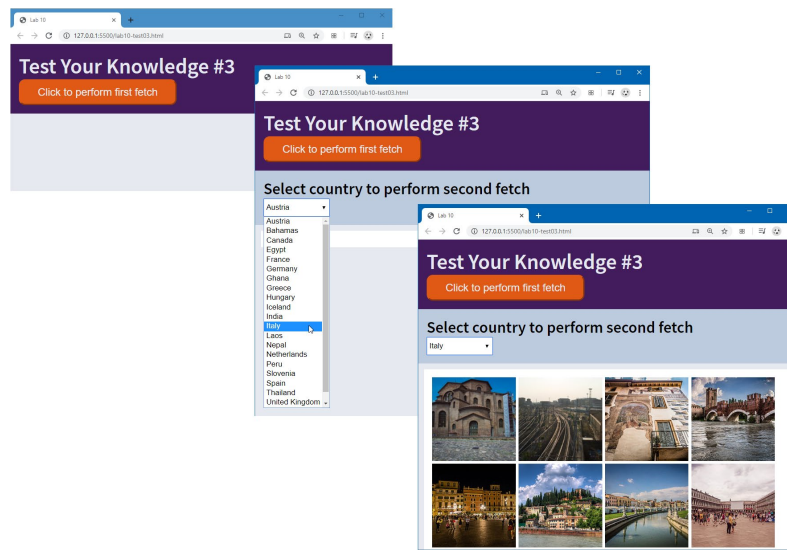 Lab 10
127.0.0.1:5500/lab10-test03.html
Test Your Knowledge #3
Click to perform first fetch
Lab 10
127.0.0.1:5500/lab10-test03.html
Test Your Knowledge #3
Click to perform first fetch
Select country to perform second fetch
Austria
Austria
Bahamas
Canada
Egypt
France
Germany
Ghana
Greece
Hungary
Iceland
India
Italy
Laos
Nepal
Netherlands
Peru
Slovenia
Spain
Thailand
United Kingdom
Lab 10
127.0.0.1:5500/lab10-test03.html
Test Your Knowledge #3
Click to perform first fetch
Select country to perform second fetch
Italy